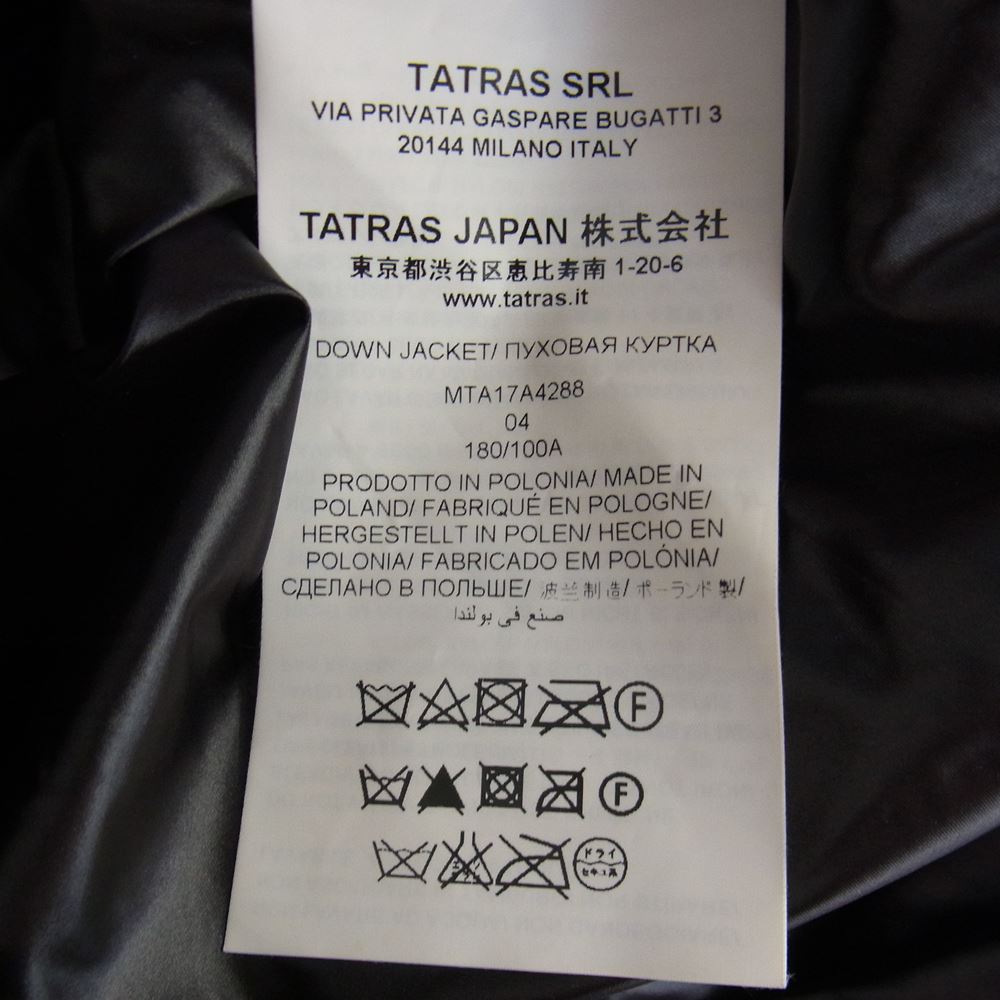 TATRAS SRL
VIA PRIVATA GASPARE BUGATTI 3
20144 MILANO ITALY
TATRAS JAPAN 株式会社
東京都渋谷区恵比寿南 1-20-6
www.tatras.it
DOWN JACKET/ ПУХОВАЯ КУРТКА
MTA17A4288
04
180/100A
PRODOTTO IN POLONIA/ MADE IN
POLAND/ FABRIQUÉ EN POLOGNE/
HERGESTELLT IN POLEN/ HECHO EN
POLONIA/ FABRICADO EM POLÓNIA/
СДЕЛАНО В ПОЛЬШЕ/ 波兰制造/ ポーランド製/
صنع في بولندا
F
F
ドライ
セキユ系